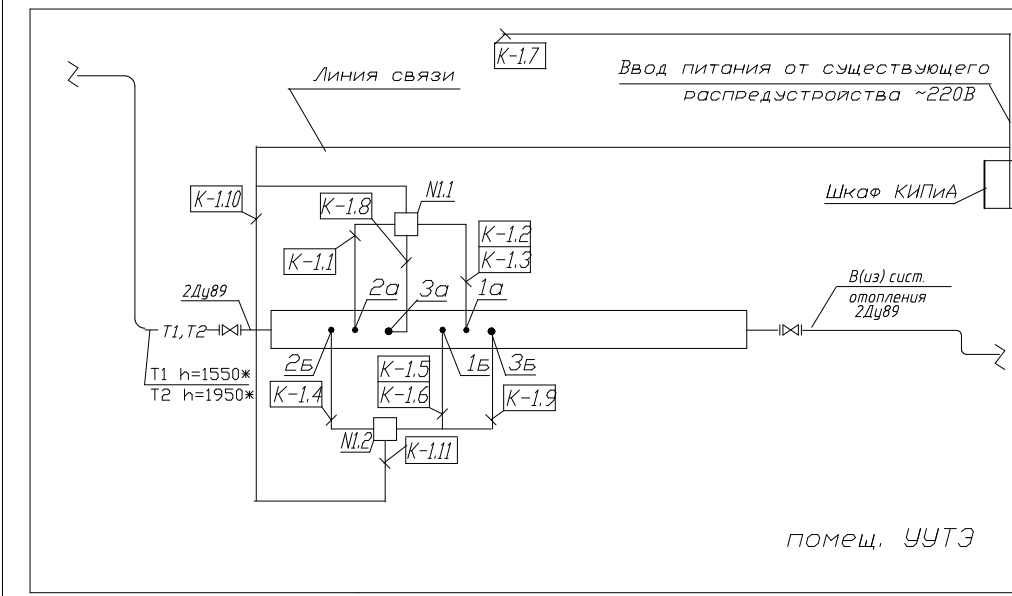 К-1.7
Линия связи
Ввод питания от существующего
распредустройства ~220В
К-1.10
К-1.8
N1.1
Шкаф КИПиА
К-1.2
К-1.3
К-1.1
2Ду89
2а
3а
1а
В(из) сист.
отопления
2Ду89
Т1,Т2
Т1 h=1550*
Т2 h=1950*
2Б
1Б
3Б
К-1.5
К-1.6
К-1.4
К-1.9
N1.2
К-1.11
помещ. УУТЭ